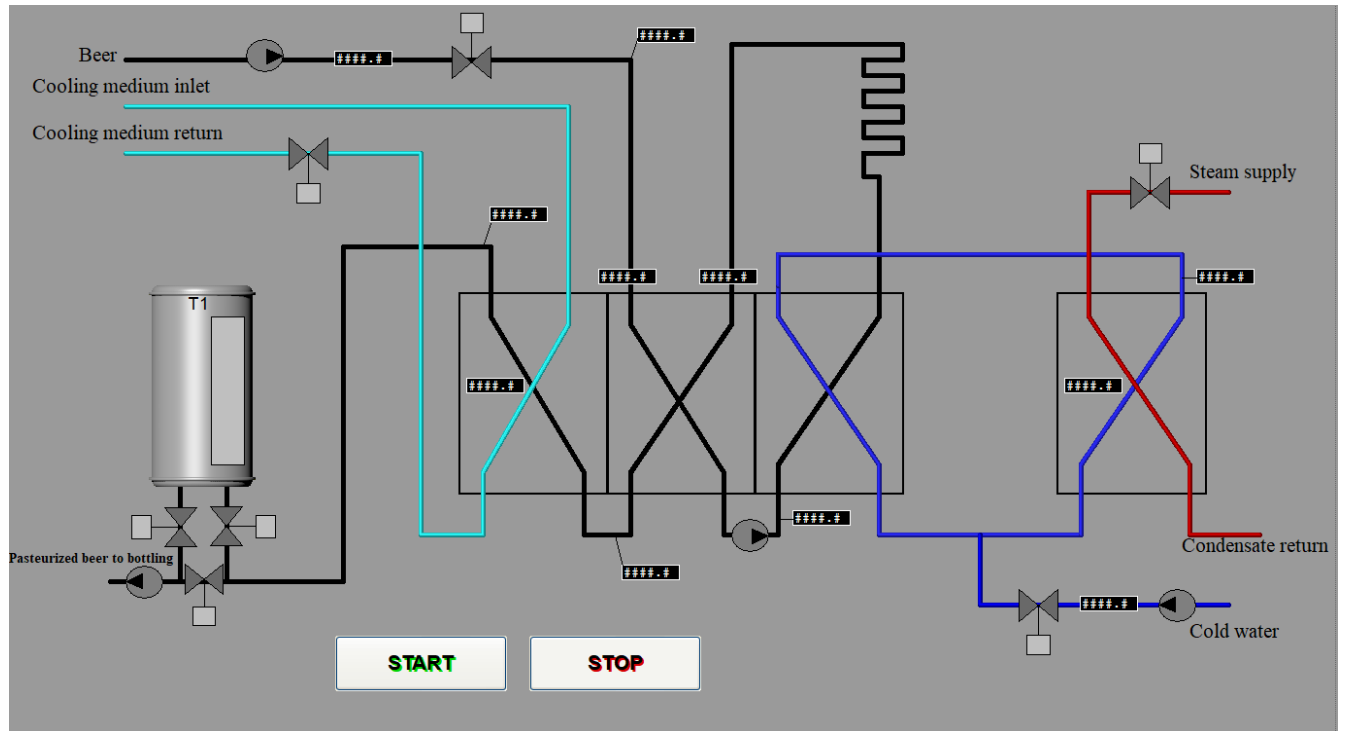 ####.#
Beer
####.#
Cooling medium inlet
Cooling medium return
Steam supply
####.#
####.#
####.#
####.#
T1
####.#
####.#
####.#
Condensate return
Pasteurized beer to bottling
####.#
####.#
Cold water
START
STOP